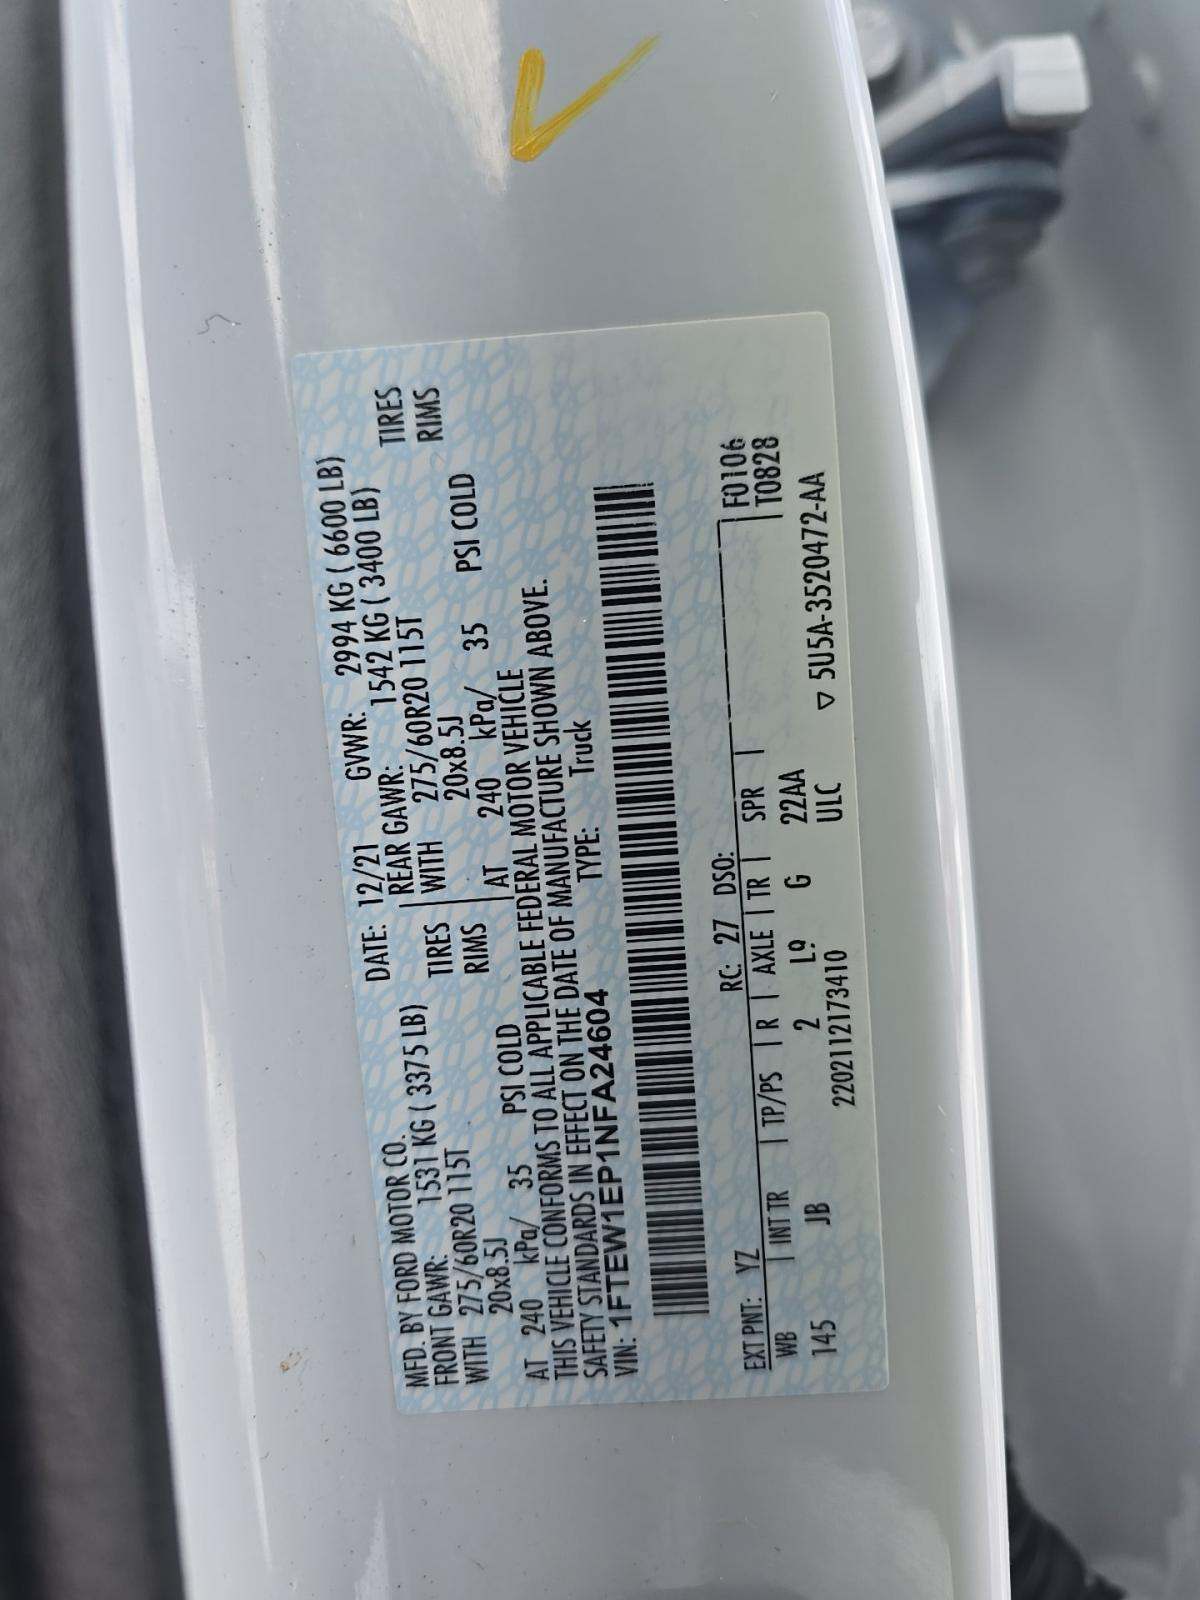 MFD. BY FORD MOTOR CO.
DATE: 12/21 GVWR: 2994 KG ( 6600 LB)
FRONT GAWR: 1531 KG ( 3375 LB)
REAR GAWR: 1542 KG ( 3400 LB)
WITH 275/60R20 115T TIRES
WITH 275/60R20 115T TIRES
20x8.5J RIMS
20x8.5J RIMS
AT 240 kPa/ 35 PSI COLD
AT 240 kPa/ 35 PSI COLD
THIS VEHICLE CONFORMS TO ALL APPLICABLE FEDERAL MOTOR VEHICLE
SAFETY STANDARDS IN EFFECT ON THE DATE OF MANUFACTURE SHOWN ABOVE.
VIN: 1FTEW1EP1NFA24604 TYPE: Truck
EXT PNT: YZ RC: 27 DSO: F0106
WB INT TR TP/PS R AXLE TR SPR T0828
145 JB 2 L9 G 22AA
ULC
2202112173410
▽ 5U5A-3520472-AA